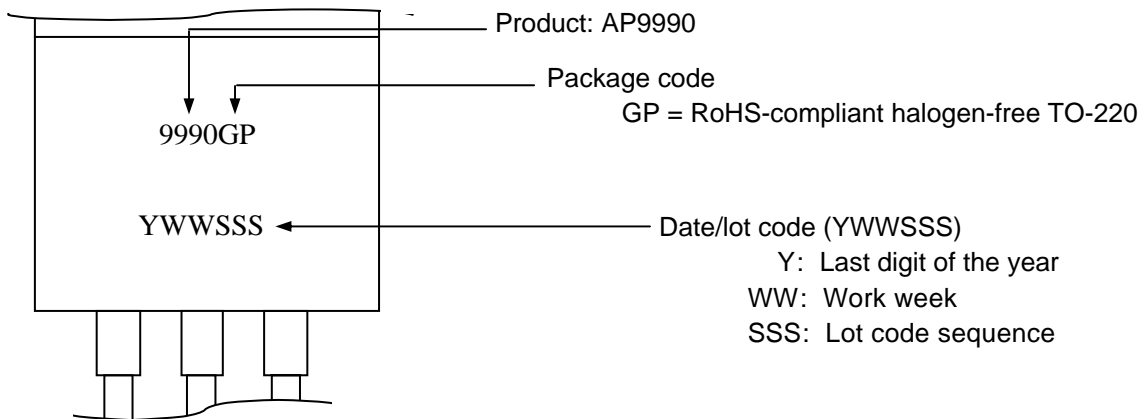 Product: AP9990
Package code
GP = RoHS-compliant halogen-free TO-220
9990GP
YWWSSS
Date/lot code (YWWSSS)
Y: Last digit of the year
WW: Work week
SSS: Lot code sequence